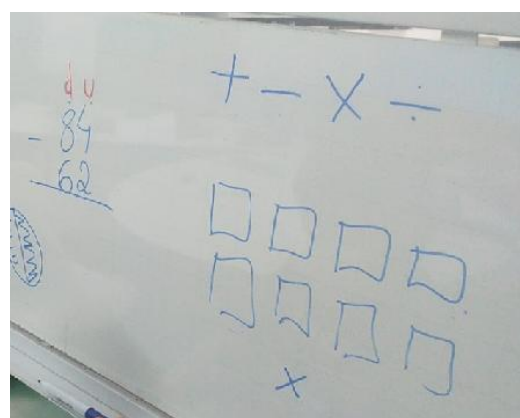 d u
- 84
62
+ - × ÷
×